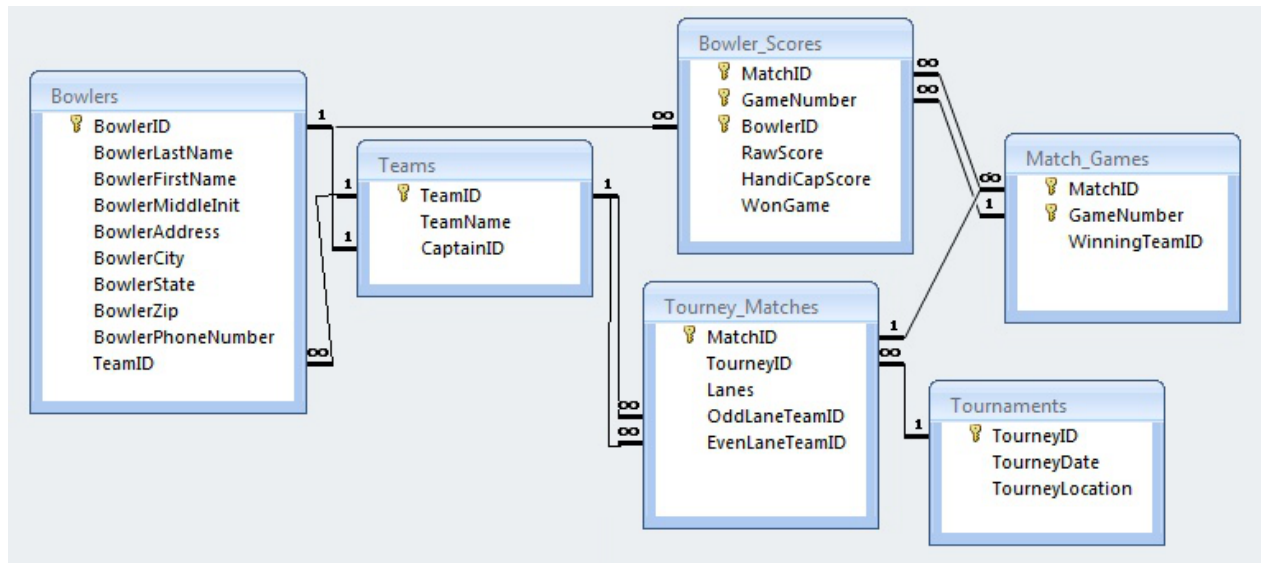 Bowlers
BowlerID
BowlerLastName
BowlerFirstName
BowlerMiddleInit
BowlerAddress
BowlerCity
BowlerState
BowlerZip
BowlerPhoneNumber
TeamID
1
∞
Teams
TeamID
TeamName
CaptainID
1
1
1
Bowler_Scores
MatchID
GameNumber
BowlerID
RawScore
HandiCapScore
WonGame
∞
∞
∞
Match_Games
MatchID
GameNumber
WinningTeamID
∞
1
Tourney_Matches
MatchID
TourneyID
Lanes
OddLaneTeamID
EvenLaneTeamID
∞
∞
1
∞
Tournaments
TourneyID
TourneyDate
TourneyLocation
1